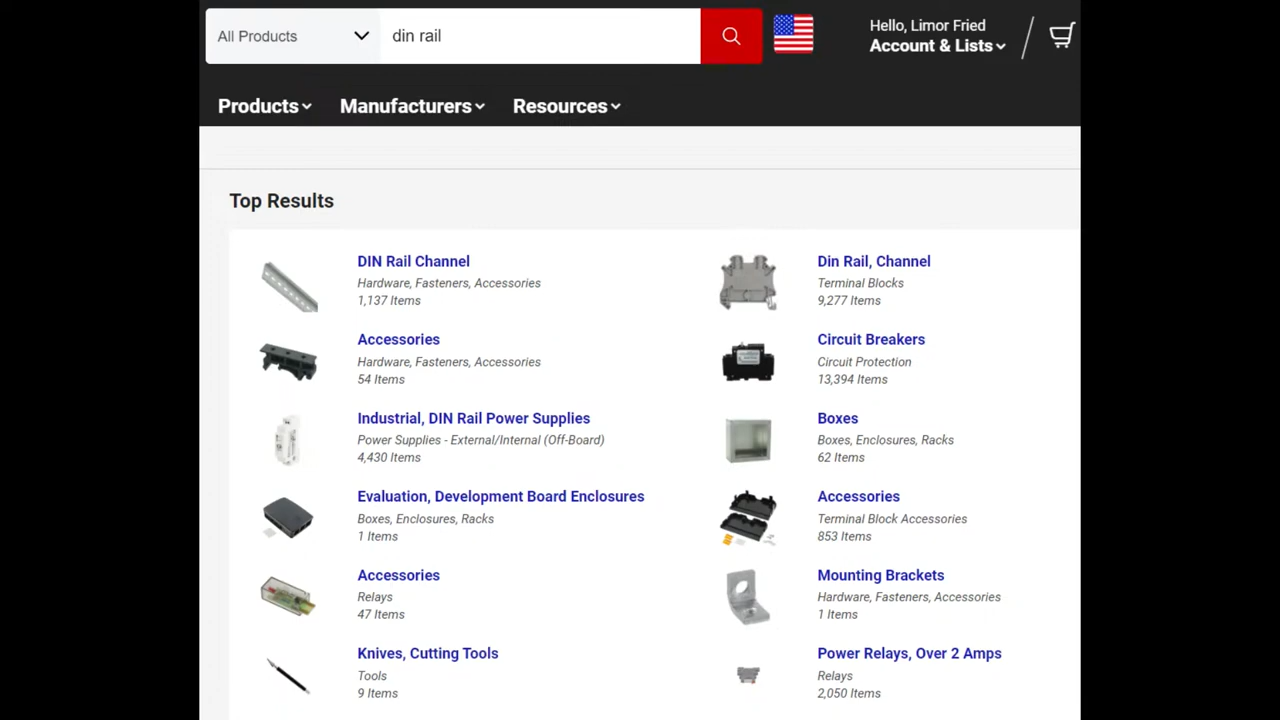 All Products
din rail
Hello, Limor Fried
Account & Lists
Products
Manufacturers
Resources
Top Results
DIN Rail Channel
Hardware, Fasteners, Accessories
1,137 Items
Din Rail, Channel
Terminal Blocks
9,277 Items
Accessories
Hardware, Fasteners, Accessories
54 Items
Circuit Breakers
Circuit Protection
13,394 Items
Industrial, DIN Rail Power Supplies
Power Supplies - External/Internal (Off-Board)
4,430 Items
Boxes
Boxes, Enclosures, Racks
62 Items
Evaluation, Development Board Enclosures
Boxes, Enclosures, Racks
1 Items
Accessories
Terminal Block Accessories
853 Items
Accessories
Relays
47 Items
Mounting Brackets
Hardware, Fasteners, Accessories
1 Items
Knives, Cutting Tools
Tools
9 Items
Power Relays, Over 2 Amps
Relays
2,050 Items